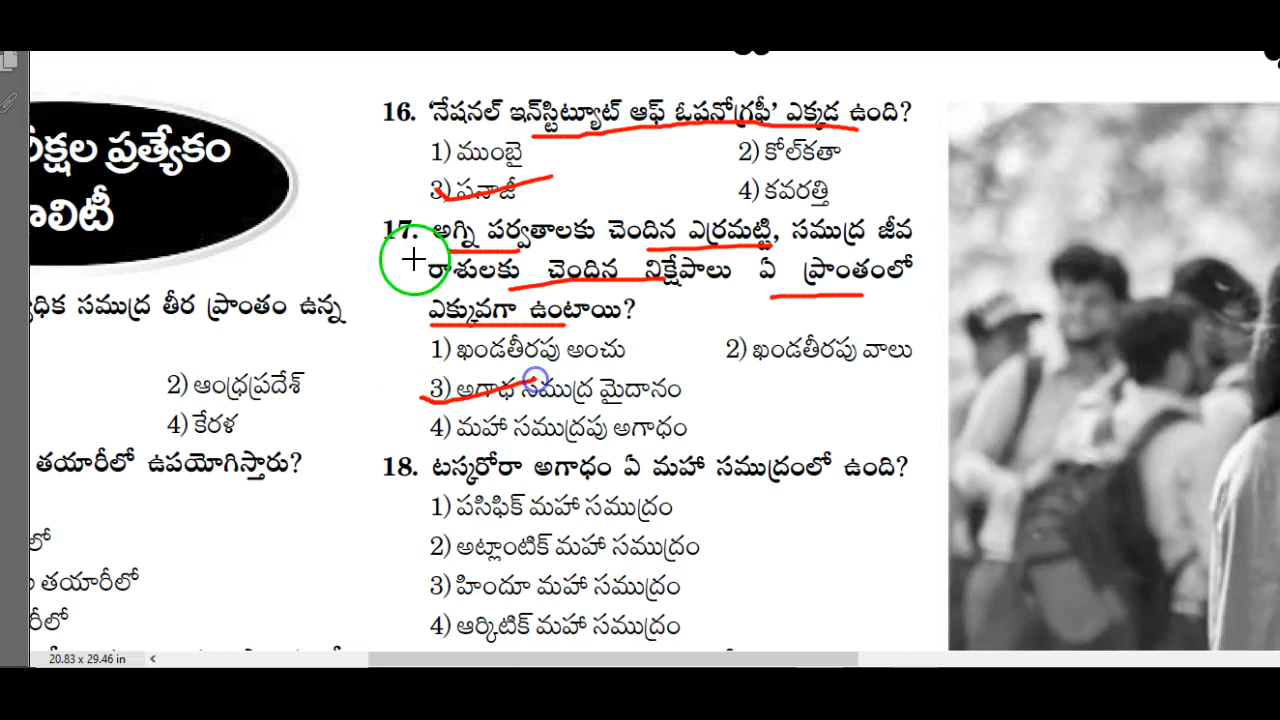 పరీక్షల ప్రత్యేకం
16. ‘నేషనల్ ఇన్‌స్టిట్యూట్ ఆఫ్ ఓషనోగ్రఫీ’ ఎక్కడ ఉంది?
1) ముంబై 2) కోల్‌కతా
3) పనాజీ 4) కవరత్తి
17. అగ్ని పర్వతాలకు చెందిన ఎర్రమట్టి, సముద్ర జీవ
రాశులకు చెందిన నిక్షేపాలు ఏ ప్రాంతంలో
ఎక్కువగా ఉంటాయి?
1) ఖండతీరపు అంచు 2) ఖండతీరపు వాలు
3) అగాధ సముద్ర మైదానం
4) మహా సముద్రపు అగాధం
18. టస్కరోరా అగాధం ఏ మహా సముద్రంలో ఉంది?
1) పసిఫిక్ మహా సముద్రం
2) అట్లాంటిక్ మహా సముద్రం
3) హిందూ మహా సముద్రం
4) ఆర్కిటిక్ మహా సముద్రం
సముద్ర తీర ప్రాంతం ఉన్న
2) ఆంధ్రప్రదేశ్
4) కేరళ
తయారీలో ఉపయోగిస్తారు?
లో
తయారీలో
రీలో
20.83 x 29.46 in